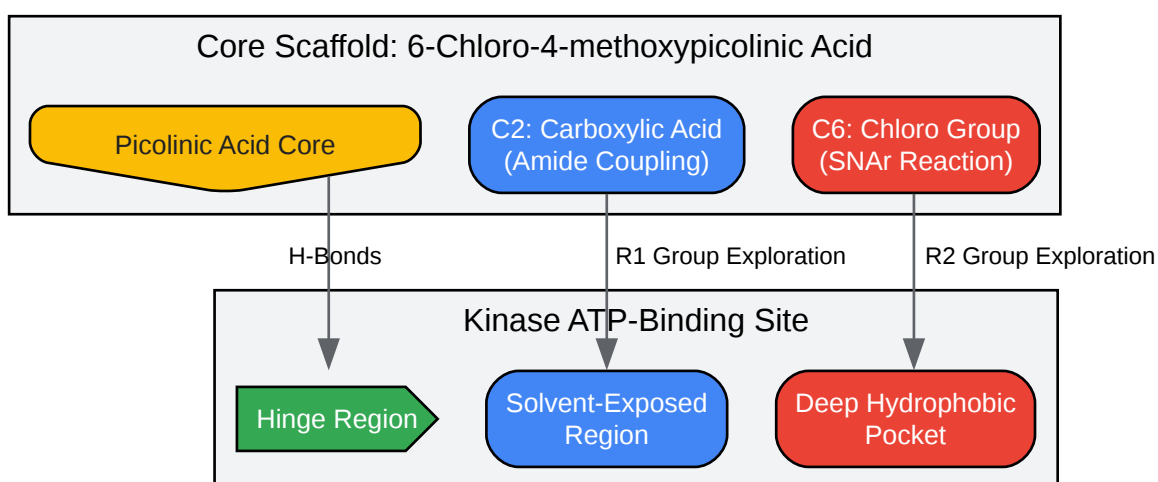 Core Scaffold: 6-Chloro-4-methoxypicolinic Acid
Picolinic Acid Core
C2: Carboxylic Acid
(Amide Coupling)
C6: Chloro Group
(SNAr Reaction)
H-Bonds
R1 Group Exploration
R2 Group Exploration
Kinase ATP-Binding Site
Hinge Region
Solvent-Exposed
Region
Deep Hydrophobic
Pocket